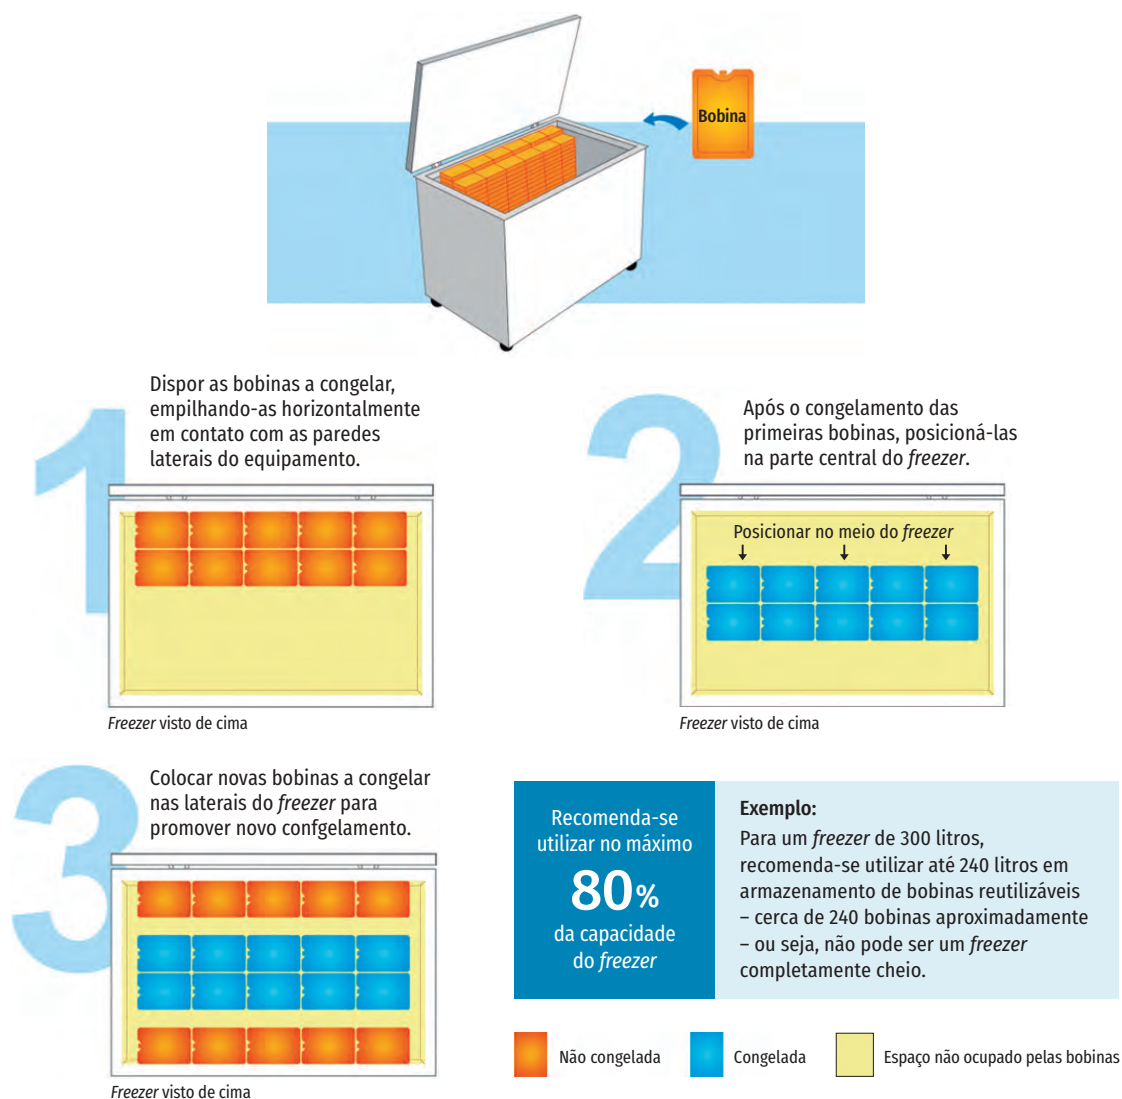 Bobina
1
Dispor as bobinas a congelar,
empilhando-as horizontalmente
em contato com as paredes
laterais do equipamento.
Freezer visto de cima
2
Após o congelamento das
primeiras bobinas, posicioná-las
na parte central do freezer.
Posicionar no meio do freezer
Freezer visto de cima
3
Colocar novas bobinas a congelar
nas laterais do freezer para
promover novo confgelamento.
Freezer visto de cima
Recomenda-se
utilizar no máximo
80%
da capacidade
do freezer
Exemplo:
Para um freezer de 300 litros,
recomenda-se utilizar até 240 litros em
armazenamento de bobinas reutilizáveis
– cerca de 240 bobinas aproximadamente
– ou seja, não pode ser um freezer
completamente cheio.
Não congelada
Congelada
Espaço não ocupado pelas bobinas